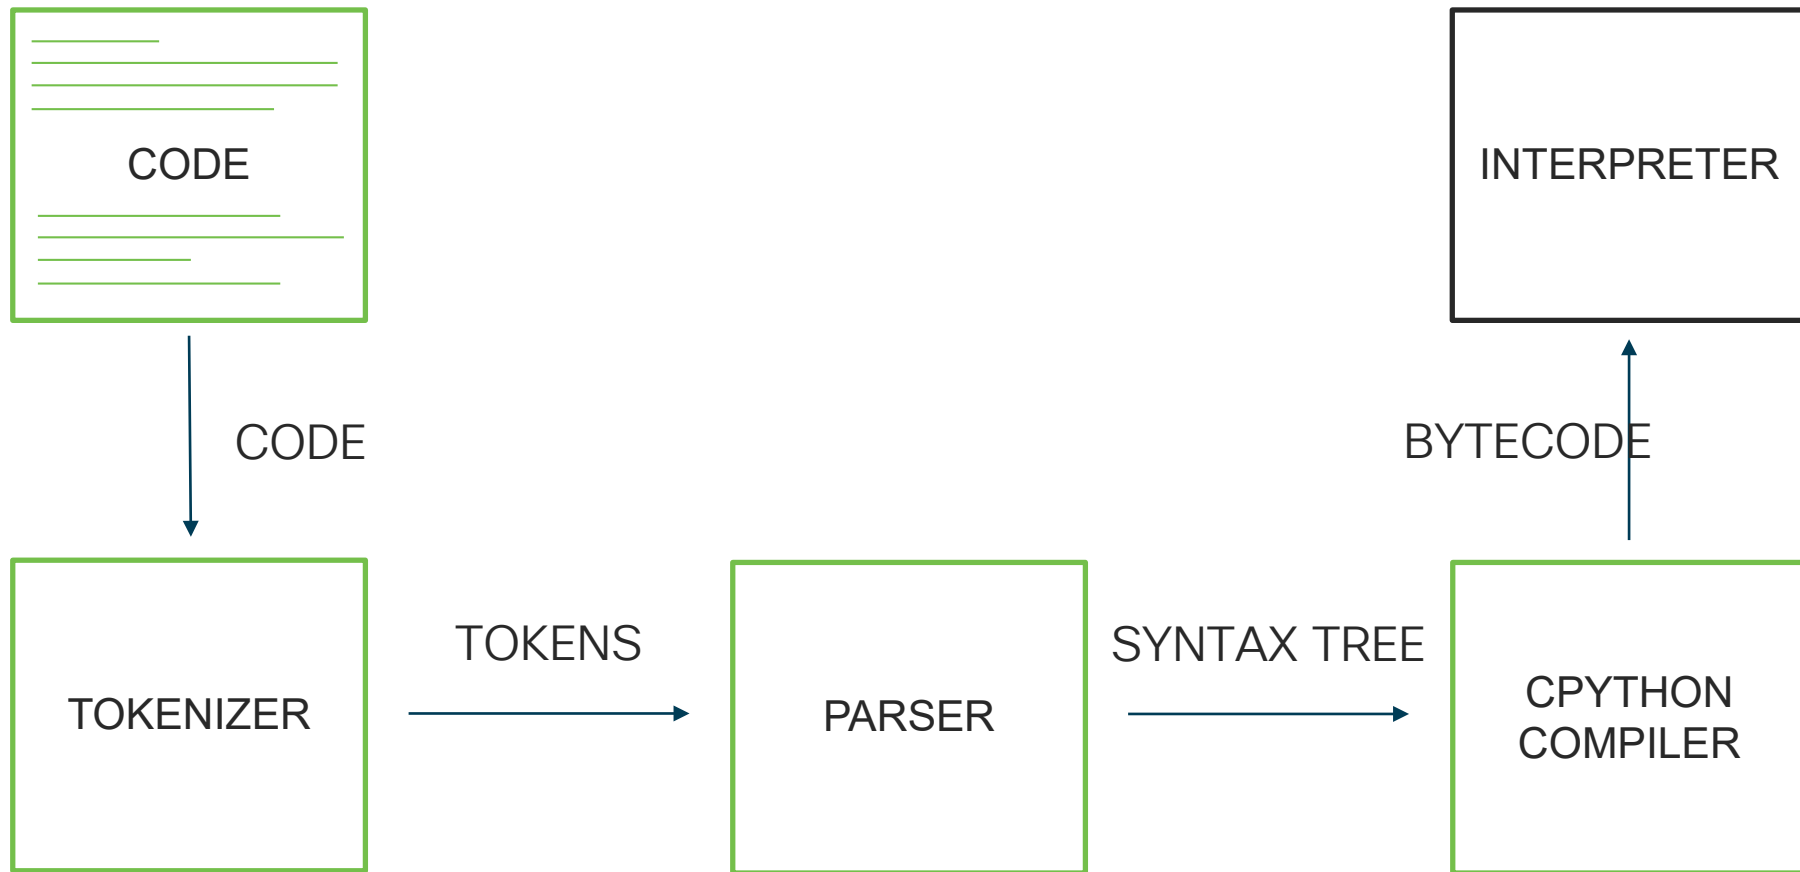 CODE
INTERPRETER
CODE
BYTECODE
TOKENS
SYNTAX TREE
TOKENIZER
PARSER
CPYTHON
COMPILER